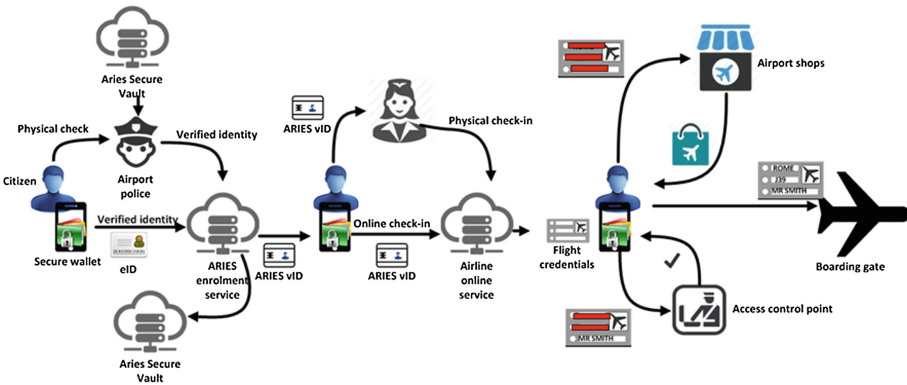 Aries Secure
Vault
Physical check
Verified identity
Airport
police
Citizen
Verified identity
Secure wallet
eID
ARIES
enrolment
service
Aries Secure
Vault
ARIES vID
ARIES vID
Physical check-in
Online check-in
ARIES vID
Airline
online
service
Flight
credentials
Airport shops
ROME
J39
MR SMITH
Boarding gate
Access control point
MR SMITH